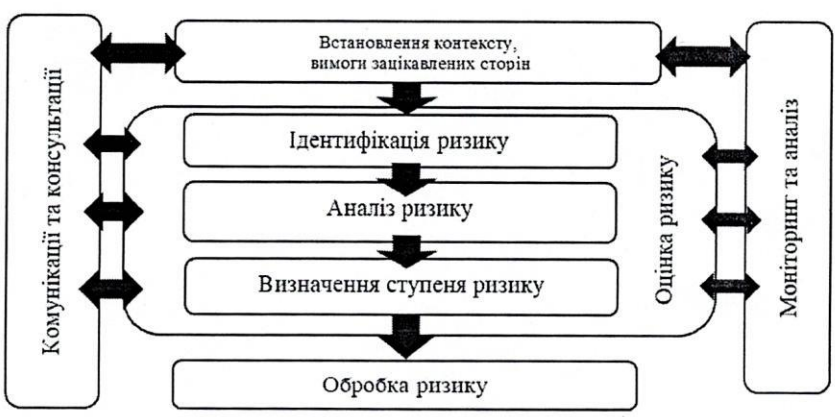 Встановлення контексту,
вимоги зацікавлених сторін
Комунікації та консультації
Ідентифікація ризику
Аналіз ризику
Визначення ступеня ризику
Оцінка ризику
Моніторинг та аналіз
Обробка ризику